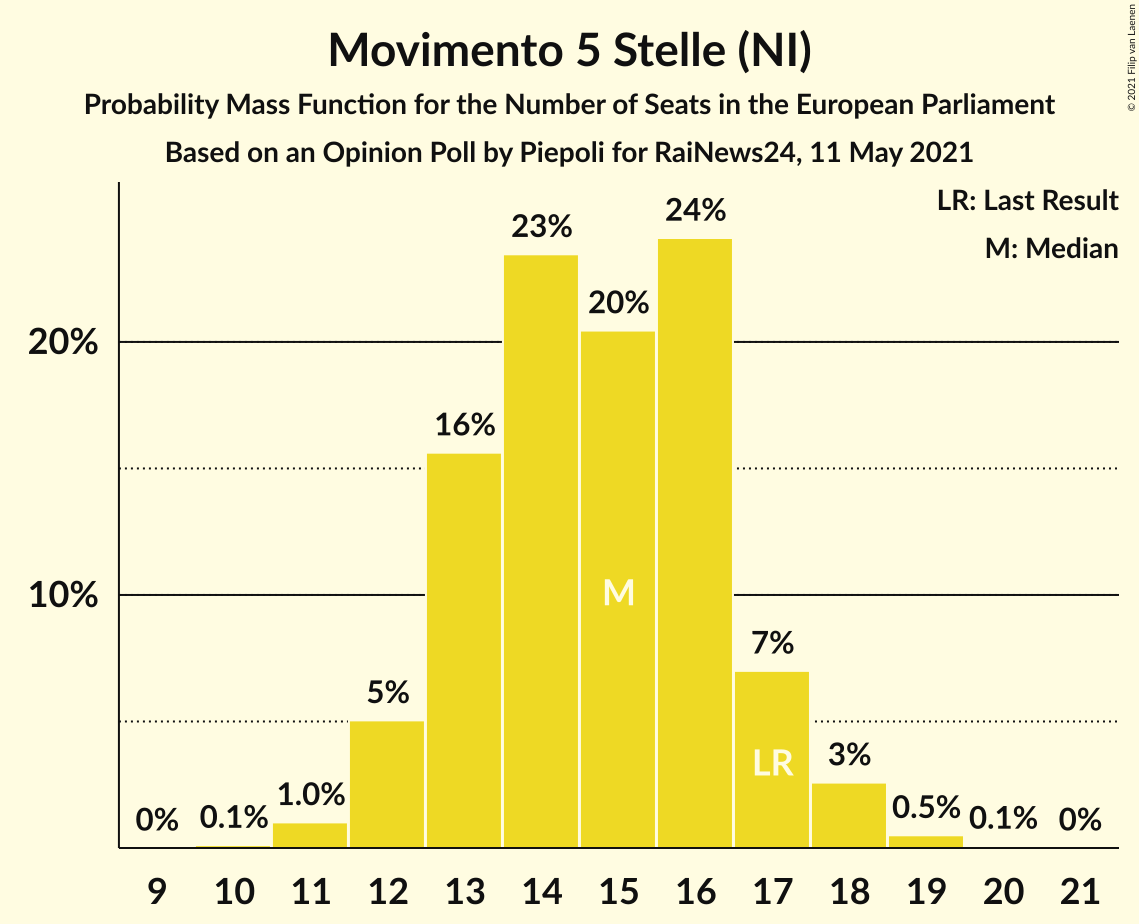 Movimento 5 Stelle (NI)
Probability Mass Function for the Number of Seats in the European Parliament
Based on an Opinion Poll by Piepoli for RaiNews24, 11 May 2021
© 2021 Filip van Laenen
LR: Last Result
M: Median
20%
10%
0%
0.1%
1.0%
5%
16%
23%
20%
24%
7%
3%
0.5%
0.1%
0%
M
LR
9 10 11 12 13 14 15 16 17 18 19 20 21